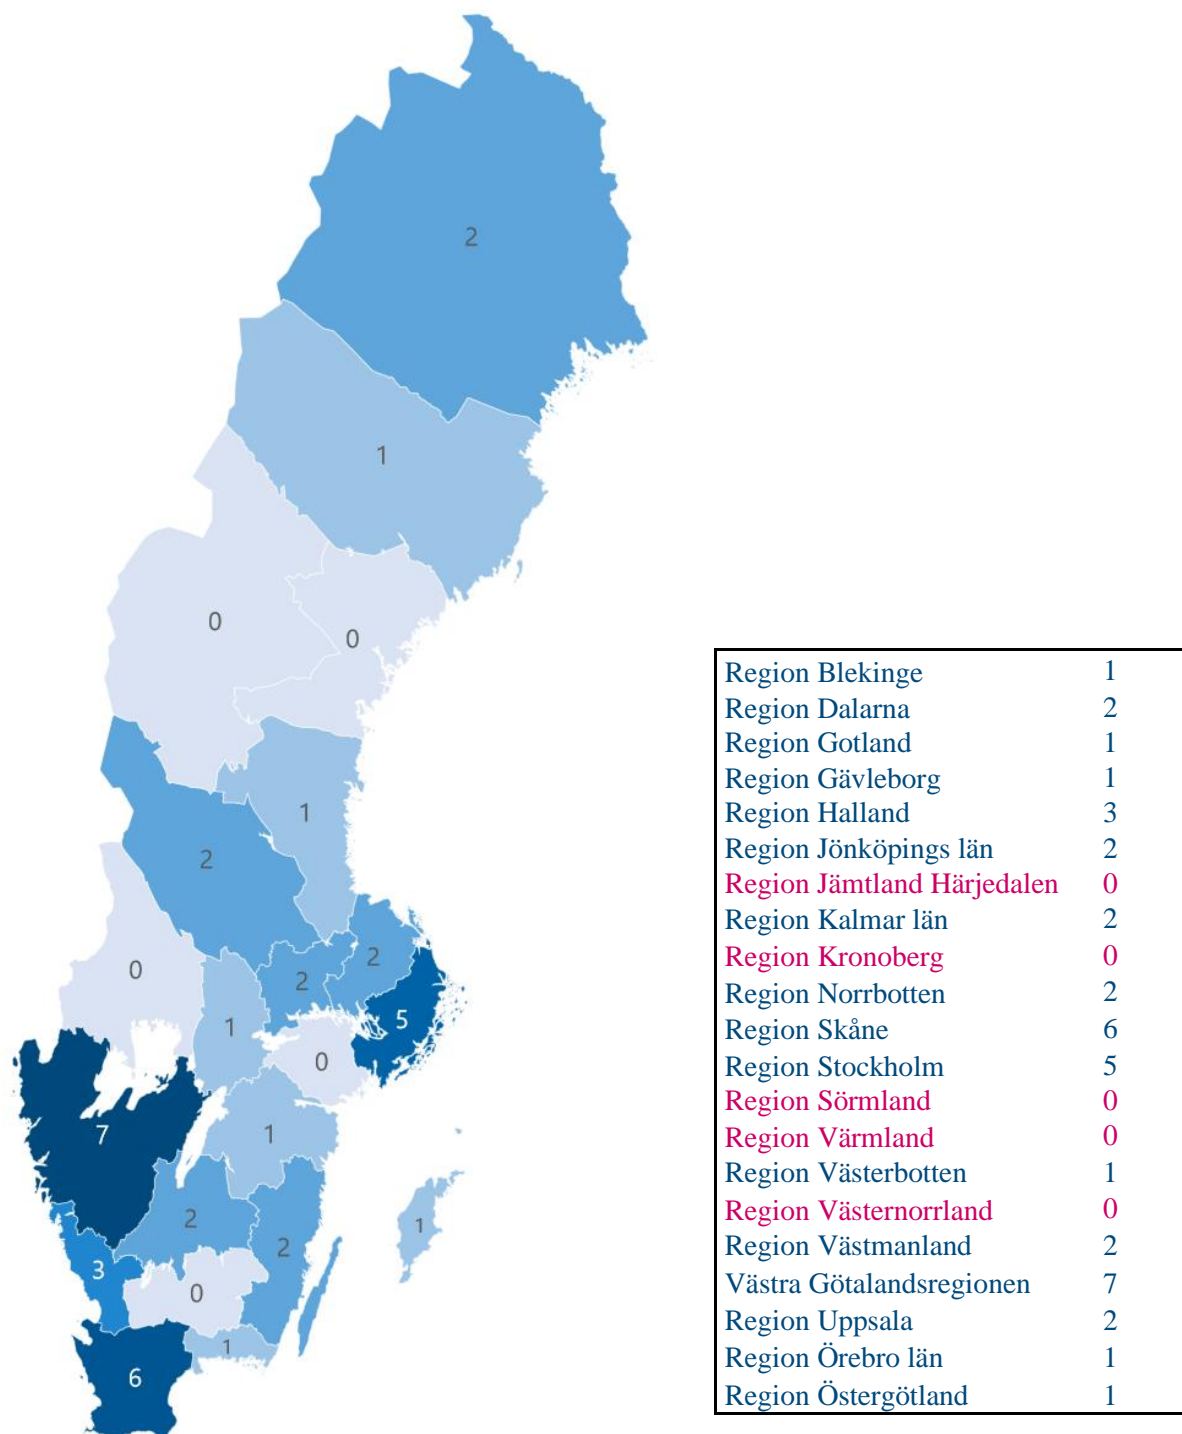 2
1
0
0
1
2
0
2
2
5
1
0
7
1
2
2
1
3
0
1
6
Region Blekinge 1
Region Dalarna 2
Region Gotland 1
Region Gävleborg 1
Region Halland 3
Region Jönköpings län 2
Region Jämtland Härjedalen 0
Region Kalmar län 2
Region Kronoberg 0
Region Norrbotten 2
Region Skåne 6
Region Stockholm 5
Region Sörmland 0
Region Värmland 0
Region Västerbotten 1
Region Västernorrland 0
Region Västmanland 2
Västra Götalandsregionen 7
Region Uppsala 2
Region Örebro län 1
Region Östergötland 1